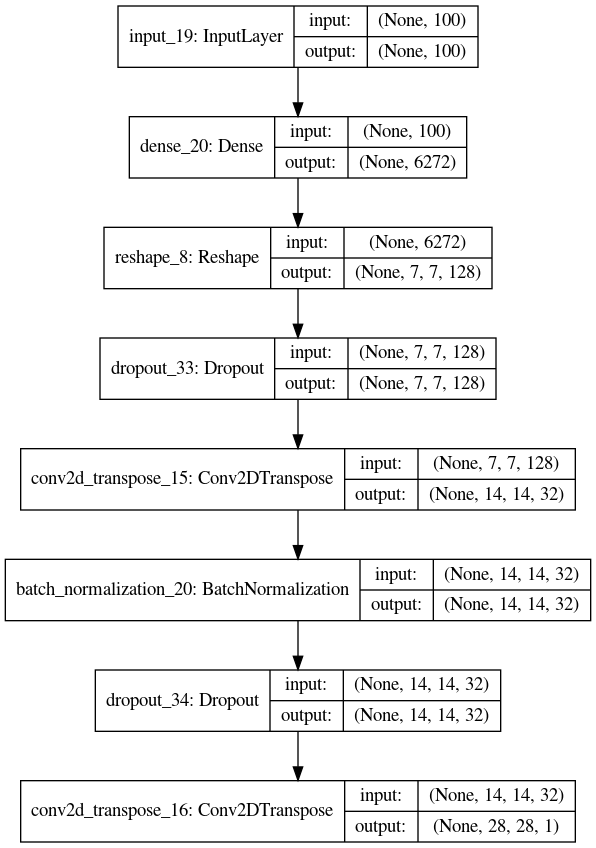 input_19: InputLayer
input: (None, 100)
output: (None, 100)
dense_20: Dense
input: (None, 100)
output: (None, 6272)
reshape_8: Reshape
input: (None, 6272)
output: (None, 7, 7, 128)
dropout_33: Dropout
input: (None, 7, 7, 128)
output: (None, 7, 7, 128)
conv2d_transpose_15: Conv2DTranspose
input: (None, 7, 7, 128)
output: (None, 14, 14, 32)
batch_normalization_20: BatchNormalization
input: (None, 14, 14, 32)
output: (None, 14, 14, 32)
dropout_34: Dropout
input: (None, 14, 14, 32)
output: (None, 14, 14, 32)
conv2d_transpose_16: Conv2DTranspose
input: (None, 14, 14, 32)
output: (None, 28, 28, 1)